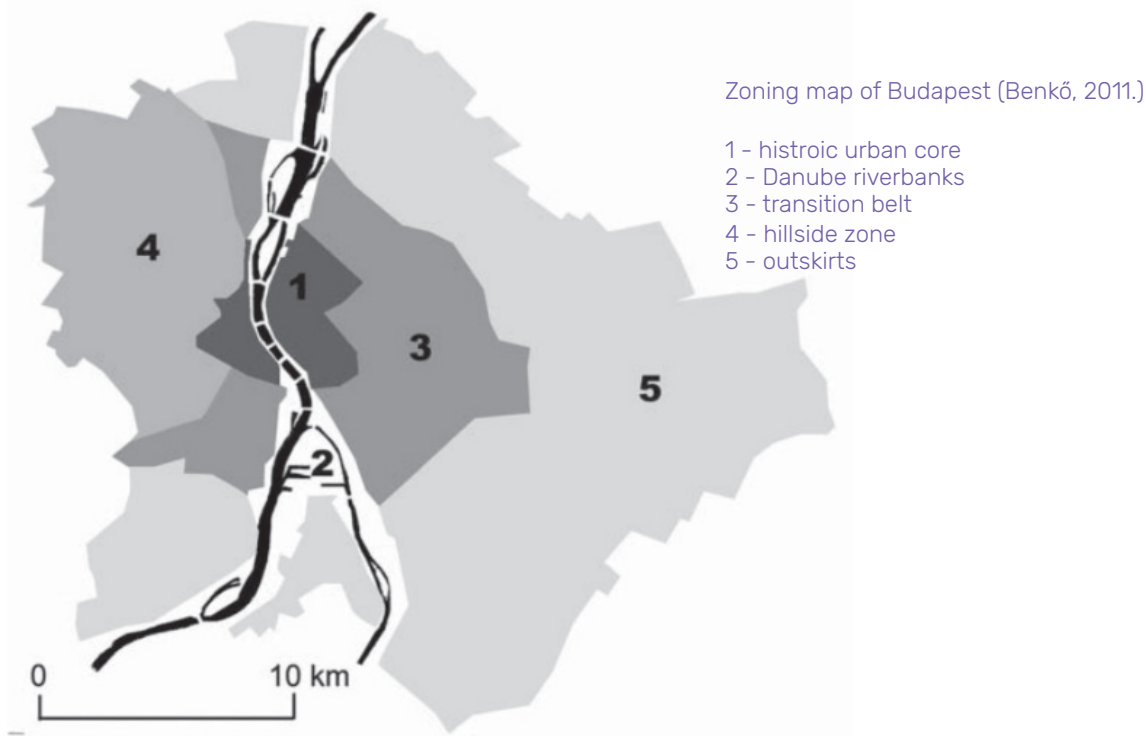 Zoning map of Budapest (Benkő, 2011.)
1 - histroic urban core
2 - Danube riverbanks
3 - transition belt
4 - hillside zone
5 - outskirts
4
1
3
5
2
0 10 km